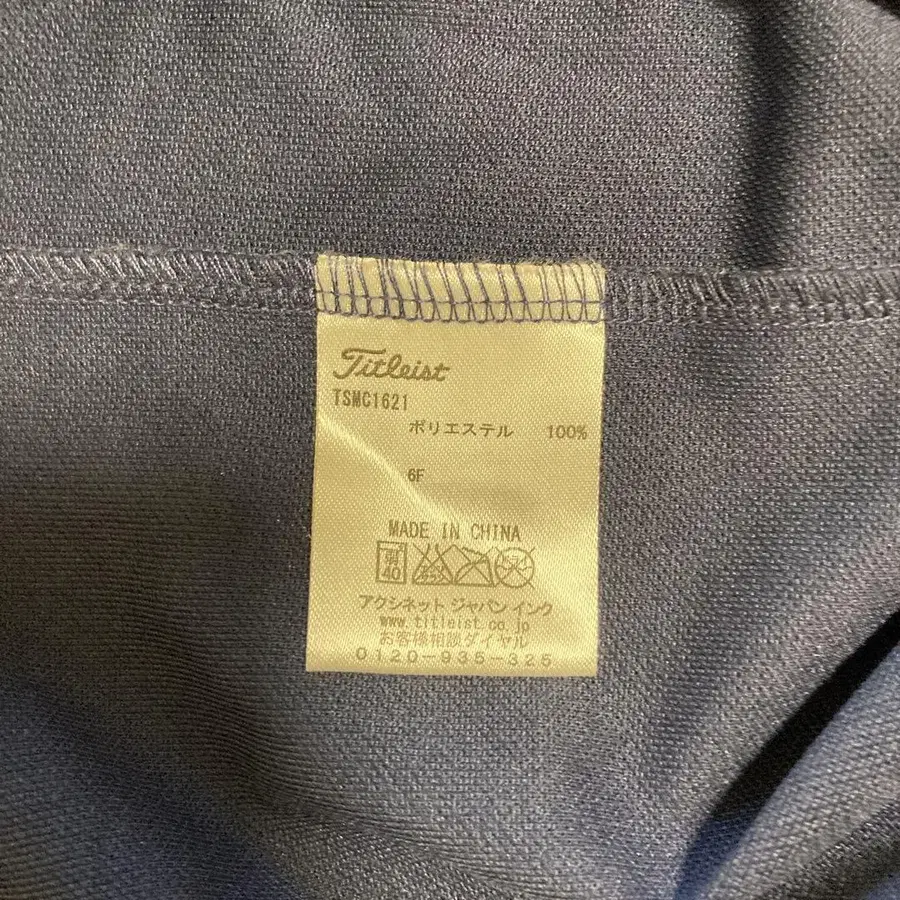 Titleist
TSMC1621
ポリエステル 100%
6F
MADE IN CHINA
40
アクシネット ジャパン インク
www.titleist.co.jp
お客様相談ダイヤル
0120-935-325